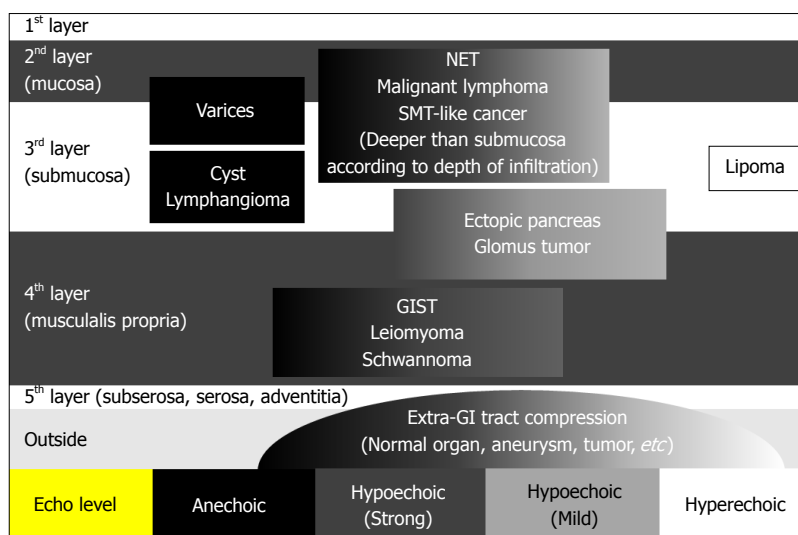 1st layer
2nd layer
(mucosa)
NET
Malignant lymphoma
SMT-like cancer
(Deeper than submucosa
according to depth of infiltration)
Varices
3rd layer
(submucosa)
Cyst
Lymphangioma
Lipoma
Ectopic pancreas
Glomus tumor
4th layer
(musculalis propria)
GIST
Leiomyoma
Schwannoma
5th layer (subserosa, serosa, adventitia)
Outside
Extra-GI tract compression
(Normal organ, aneurysm, tumor, etc)
Echo level
Anechoic
Hypoechoic
(Strong)
Hypoechoic
(Mild)
Hyperechoic